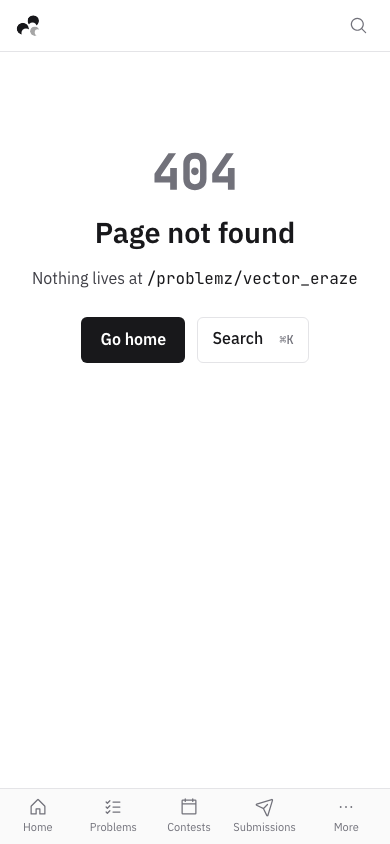 404
Page not found
Nothing lives at /problemz/vector_eraze
Go home
Search ⌘K
Home
Problems
Contests
Submissions
More